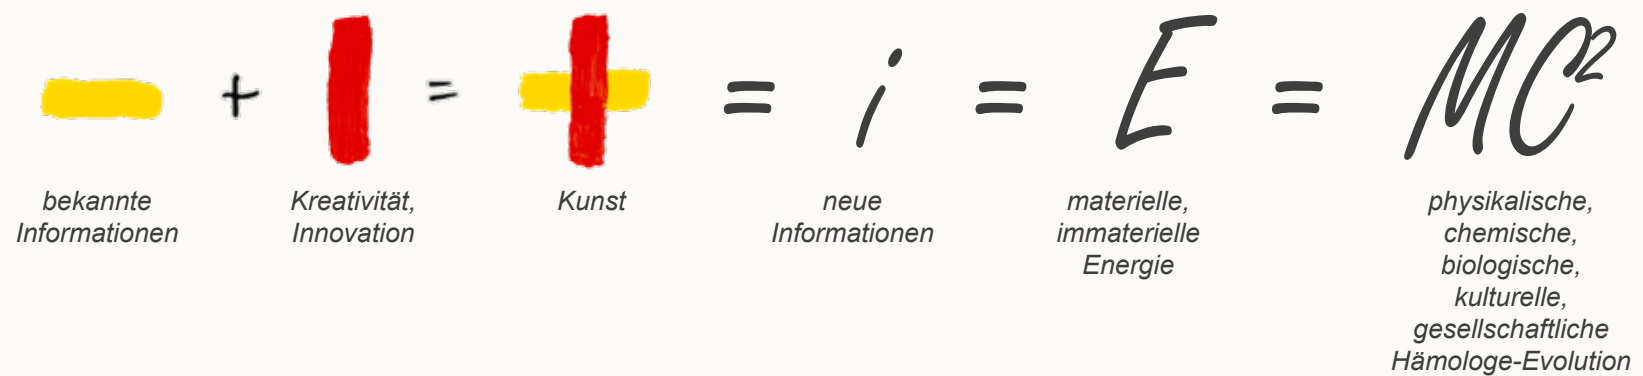 + = = i = E = MC²
bekannte
Informationen
Kreativität,
Innovation
Kunst
neue
Informationen
materielle,
immaterielle
Energie
physikalische,
chemische,
biologische,
kulturelle,
gesellschaftliche
Hämologe-Evolution